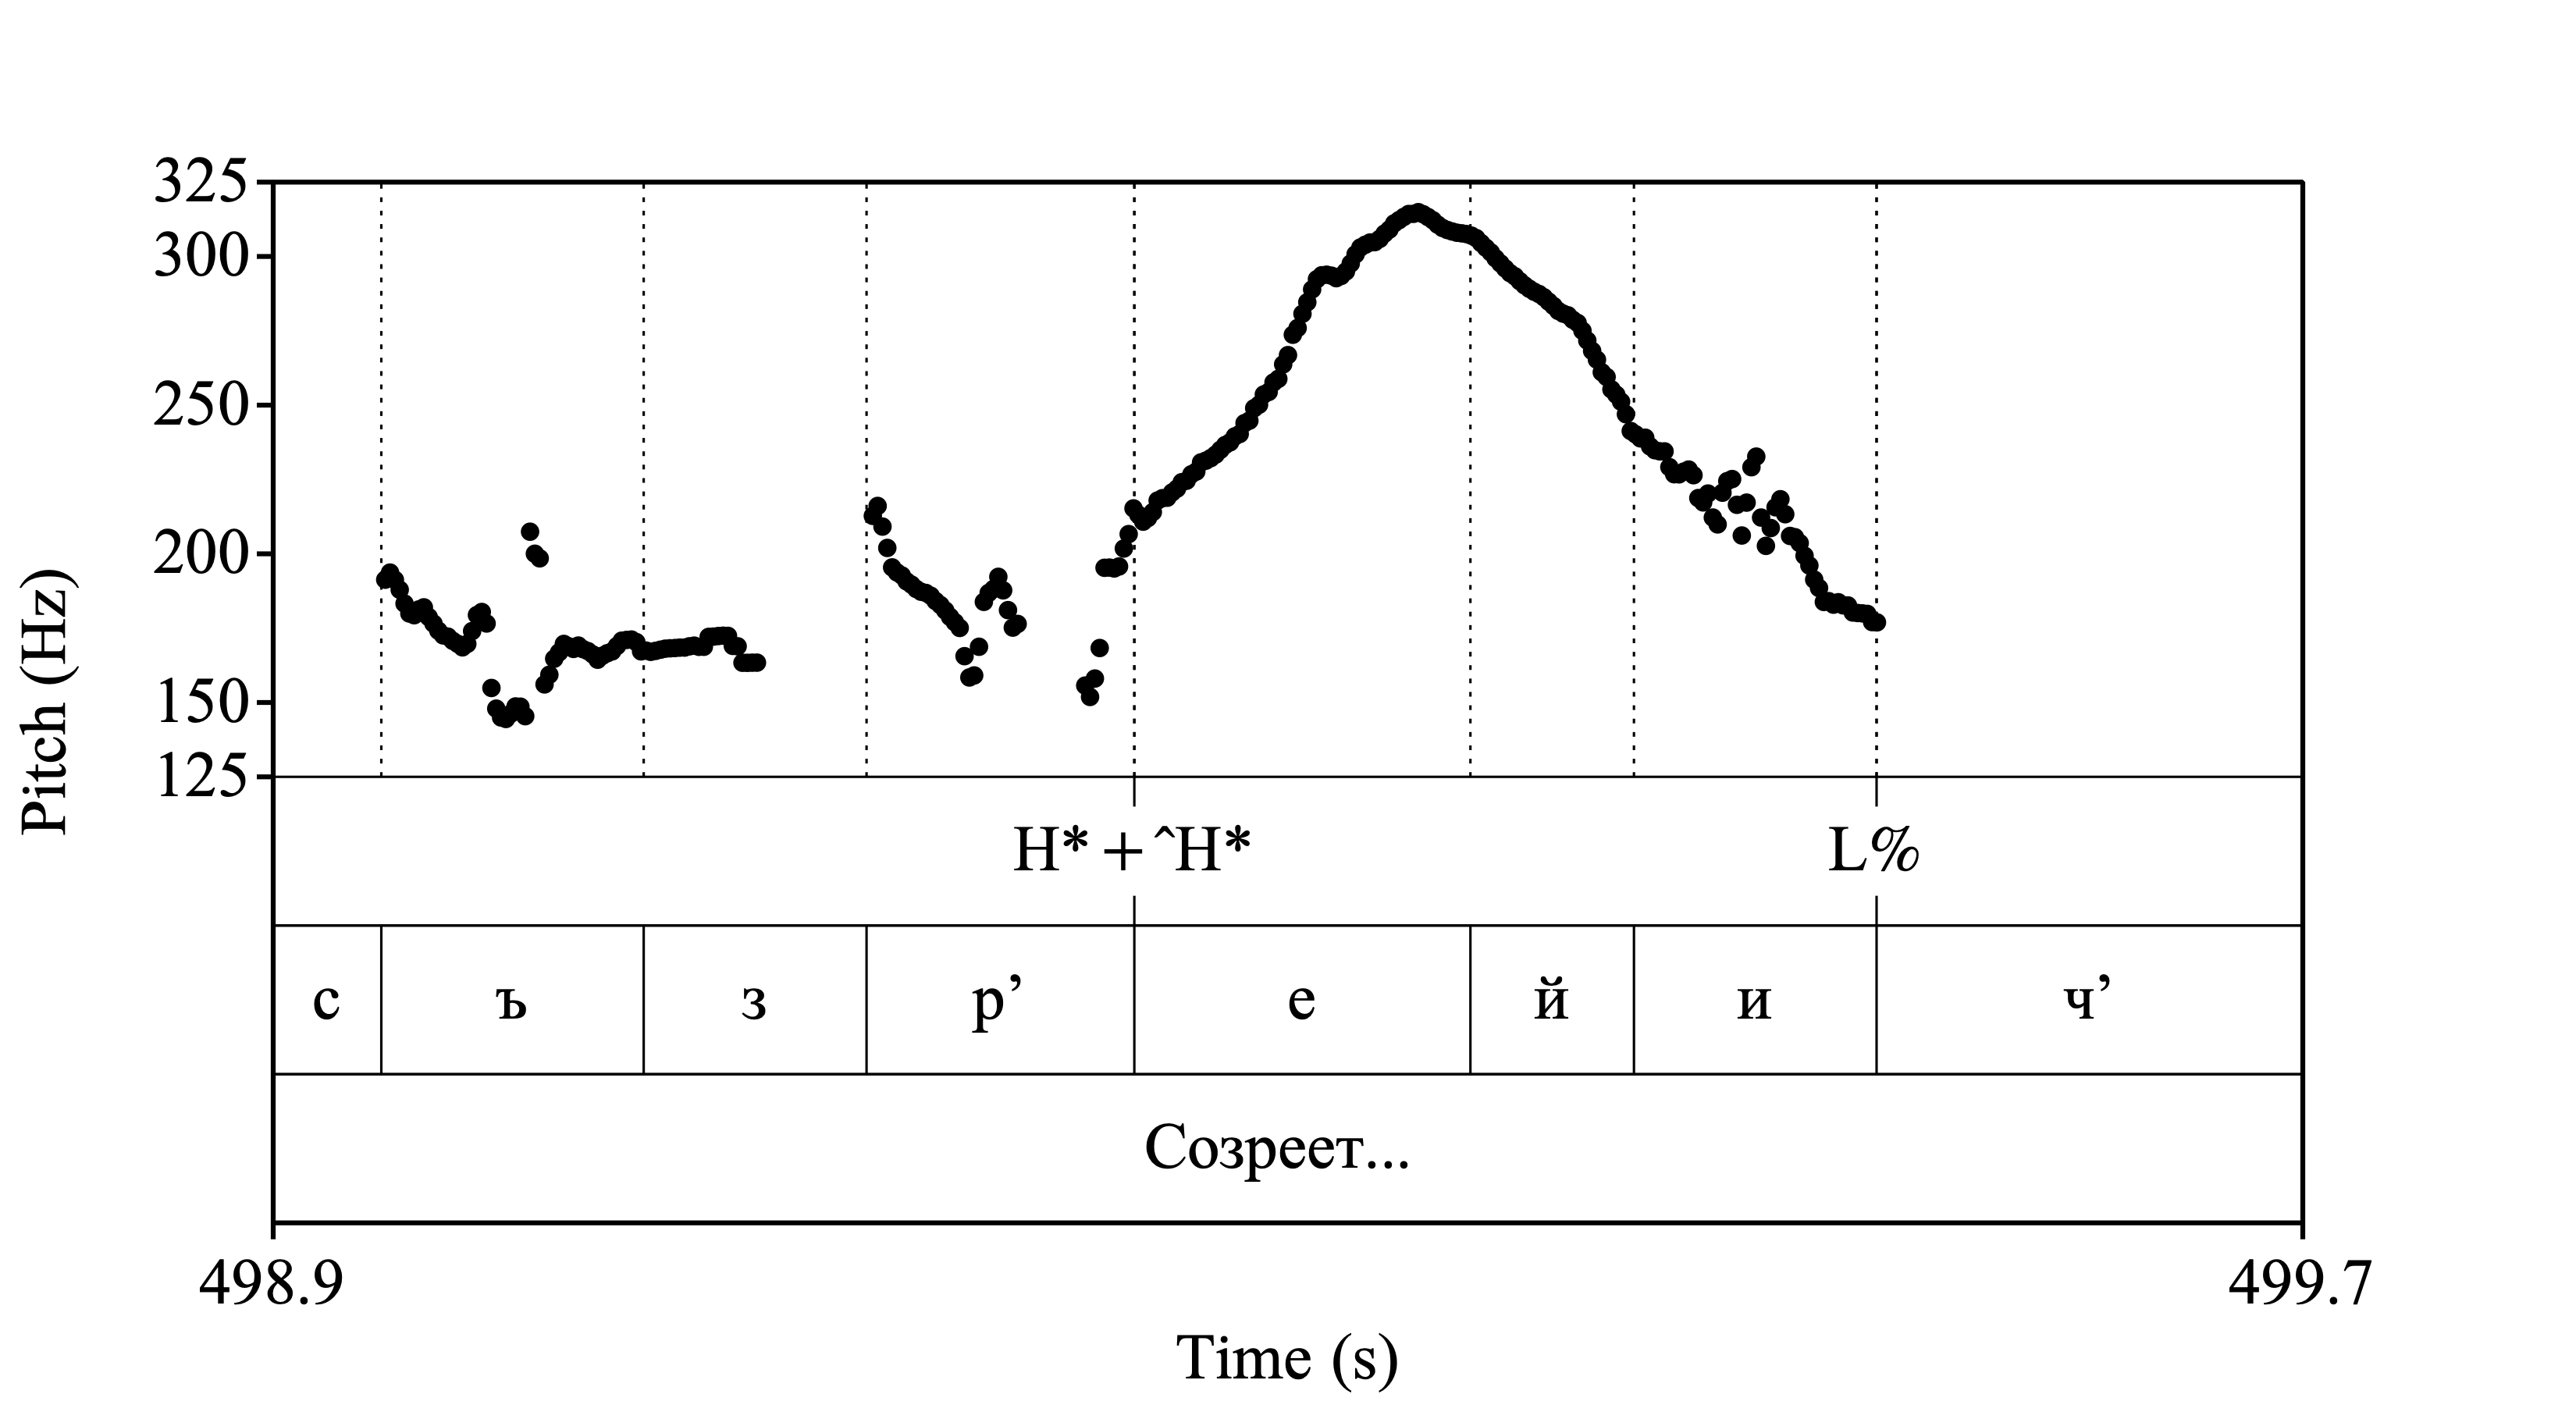 325
300
250
200
150
125
Pitch (Hz)
H* + ˆH* L%
с ъ з р’ е й и ч’
Созреет...
498.9 499.7
Time (s)